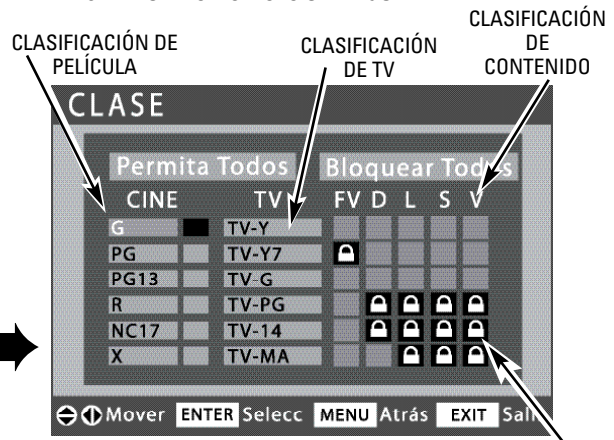 CLASIFICACIÓN DE PELÍCULA
CLASIFICACIÓN DE TV
CLASIFICACIÓN DE CONTENIDO
CLASE
Permita Todos Bloquear Todos
CINE TV FV D L S V
G TV-Y
PG TV-Y7
PG13 TV-G
R TV-PG
NC17 TV-14
X TV-MA
Mover ENTER Selecc MENU Atrás EXIT Salir